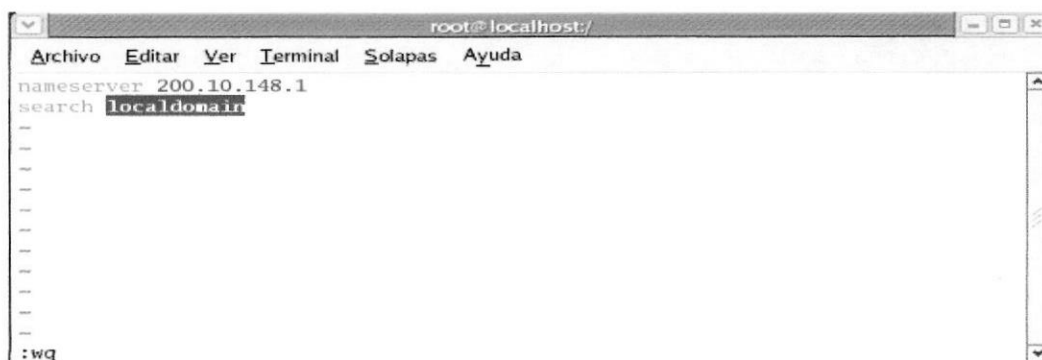 root@localhost:/
Archivo Editar Ver Terminal Solapas Ayuda
nameserver 200.10.148.1
search localdomain
~
~
~
~
~
~
~
~
~
~
~
:wq